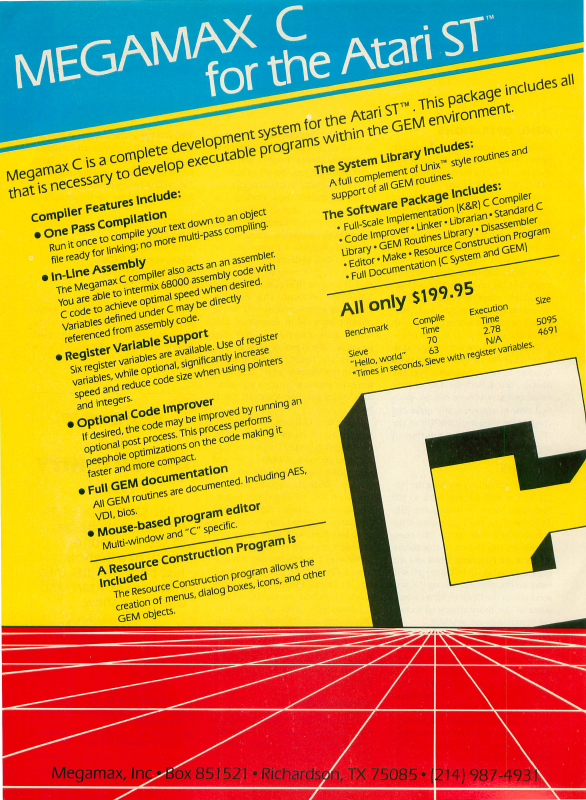 MEGAMAX C
for the Atari ST™
Megamax C is a complete development system for the Atari ST™. This package includes all
that is necessary to develop executable programs within the GEM environment.
Compiler Features Include:
• One Pass Compilation
Run it once to compile your text down to an object
file ready for linking; no more multi-pass compiling.
• In-Line Assembly
The Megamax C compiler also acts an an assembler.
You are able to intermix 68000 assembly code with
C code to achieve optimal speed when desired.
Variables defined under C may be directly
referenced from assembly code.
• Register Variable Support
Six register variables are available. Use of register
variables, while optional, significantly increase
speed and reduce code size when using pointers
and integers.
• Optional Code Improver
If desired, the code may be improved by running an
optional post process. This process performs
peephole optimizations on the code making it
faster and more compact.
• Full GEM documentation
All GEM routines are documented. Including AES,
VDI, bios.
• Mouse-based program editor
Multi-window and "C" specific.
A Resource Construction Program is
Included
The Resource Construction program allows the
creation of menus, dialog boxes, icons, and other
GEM objects.
The System Library Includes:
A full complement of Unix™ style routines and
support of all GEM routines.
The Software Package Includes:
• Full-Scale Implementation (K&R) C Compiler
• Code Improver • Linker • Librarian • Standard C
Library • GEM Routines Library • Disassembler
• Editor • Make • Resource Construction Program
• Full Documentation (C System and GEM)
All only $199.95
Benchmark Compile Time Execution Time Size
Sieve 70 2.78 5095
"Hello, world" 63 N/A 4691
*Times in seconds, Sieve with register variables.
C
Megamax, Inc • Box 851521 • Richardson, TX 75085 • (214) 987-4931